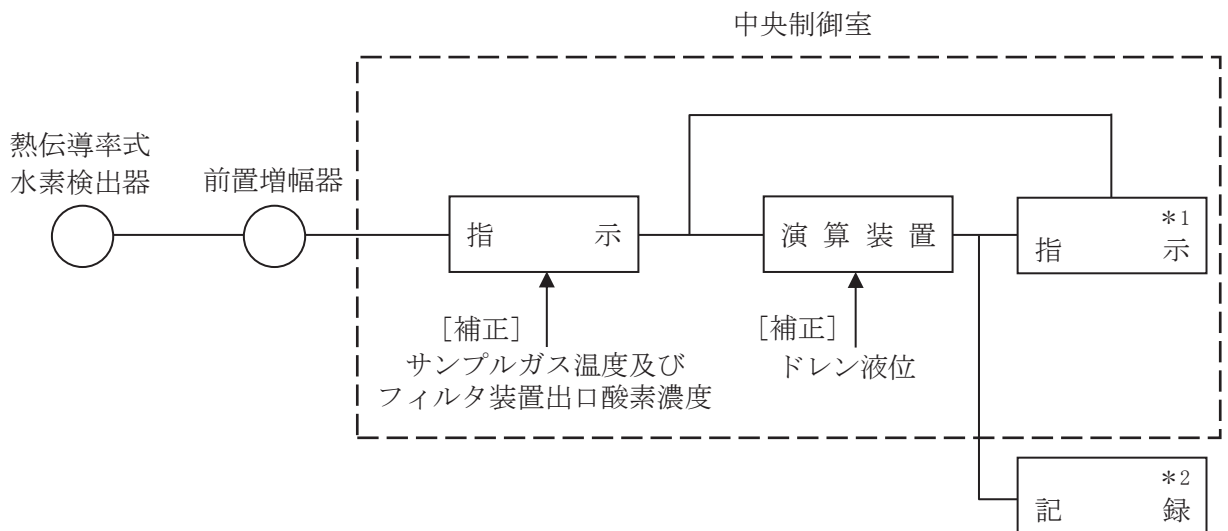 中央制御室
熱伝導率式
水素検出器
前置増幅器
指示
演算装置
*1
指示
[補正]
サンプルガス温度及び
フィルタ装置出口酸素濃度
[補正]
ドレン液位
*2
記録